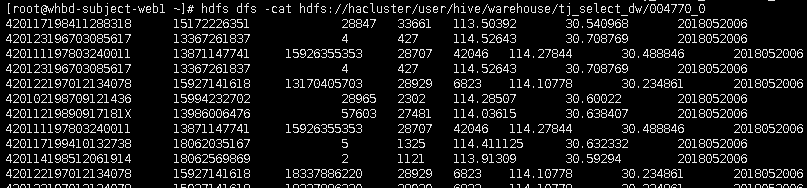 [root@whbd-subject-web1 ~]# hdfs dfs -cat hdfs://hacluster/user/hive/warehouse/tj_select_dw/004770_0
420117198411288318 15172226351 28847 33661 113.50392 30.540968 2018052006
420123196703085617 13367261837 4 427 114.52643 30.708769 2018052006
420111197803240011 13871147741 15926355353 28707 42046 114.27844 30.488846 2018052006
420123196703085617 13367261837 4 427 114.52643 30.708769 2018052006
420122197012134078 15927141618 13170405703 28929 6823 114.10778 30.234861 2018052006
420102198709121436 15994232702 28965 2302 114.28507 30.60022 2018052006
42011219890917181X 13986006476 57603 27481 114.03615 30.638407 2018052006
420111197803240011 13871147741 15926355353 28707 42046 114.27844 30.488846 2018052006
420117199410132738 18062035167 5 1325 114.411125 30.632332 2018052006
420114198512061914 18062569869 2 1121 113.91309 30.59294 2018052006
420122197012134078 15927141618 18337886220 28929 6823 114.10778 30.234861 2018052006